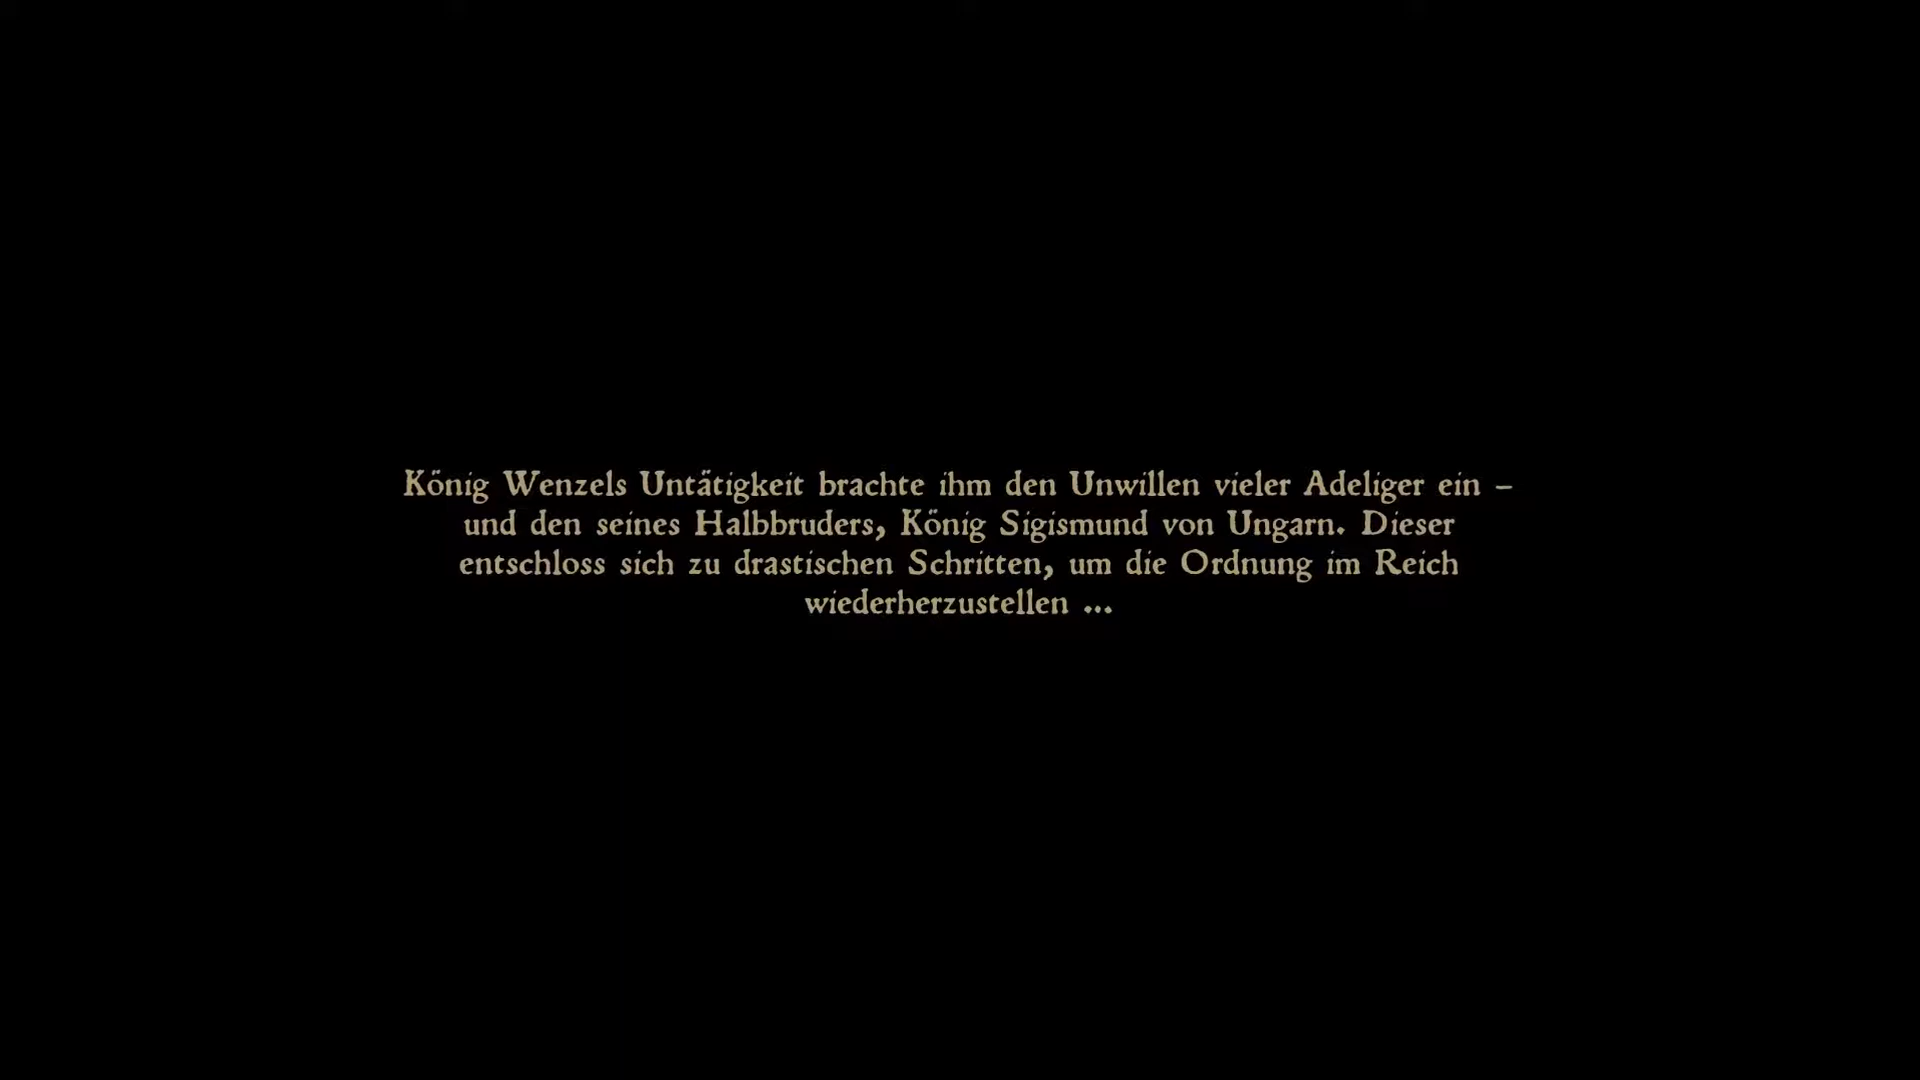 König Wenzels Untätigkeit brachte ihm den Unwillen vieler Adeliger ein –
und den seines Halbbruders, König Sigismund von Ungarn. Dieser
entschloss sich zu drastischen Schritten, um die Ordnung im Reich
wiederherzustellen ...